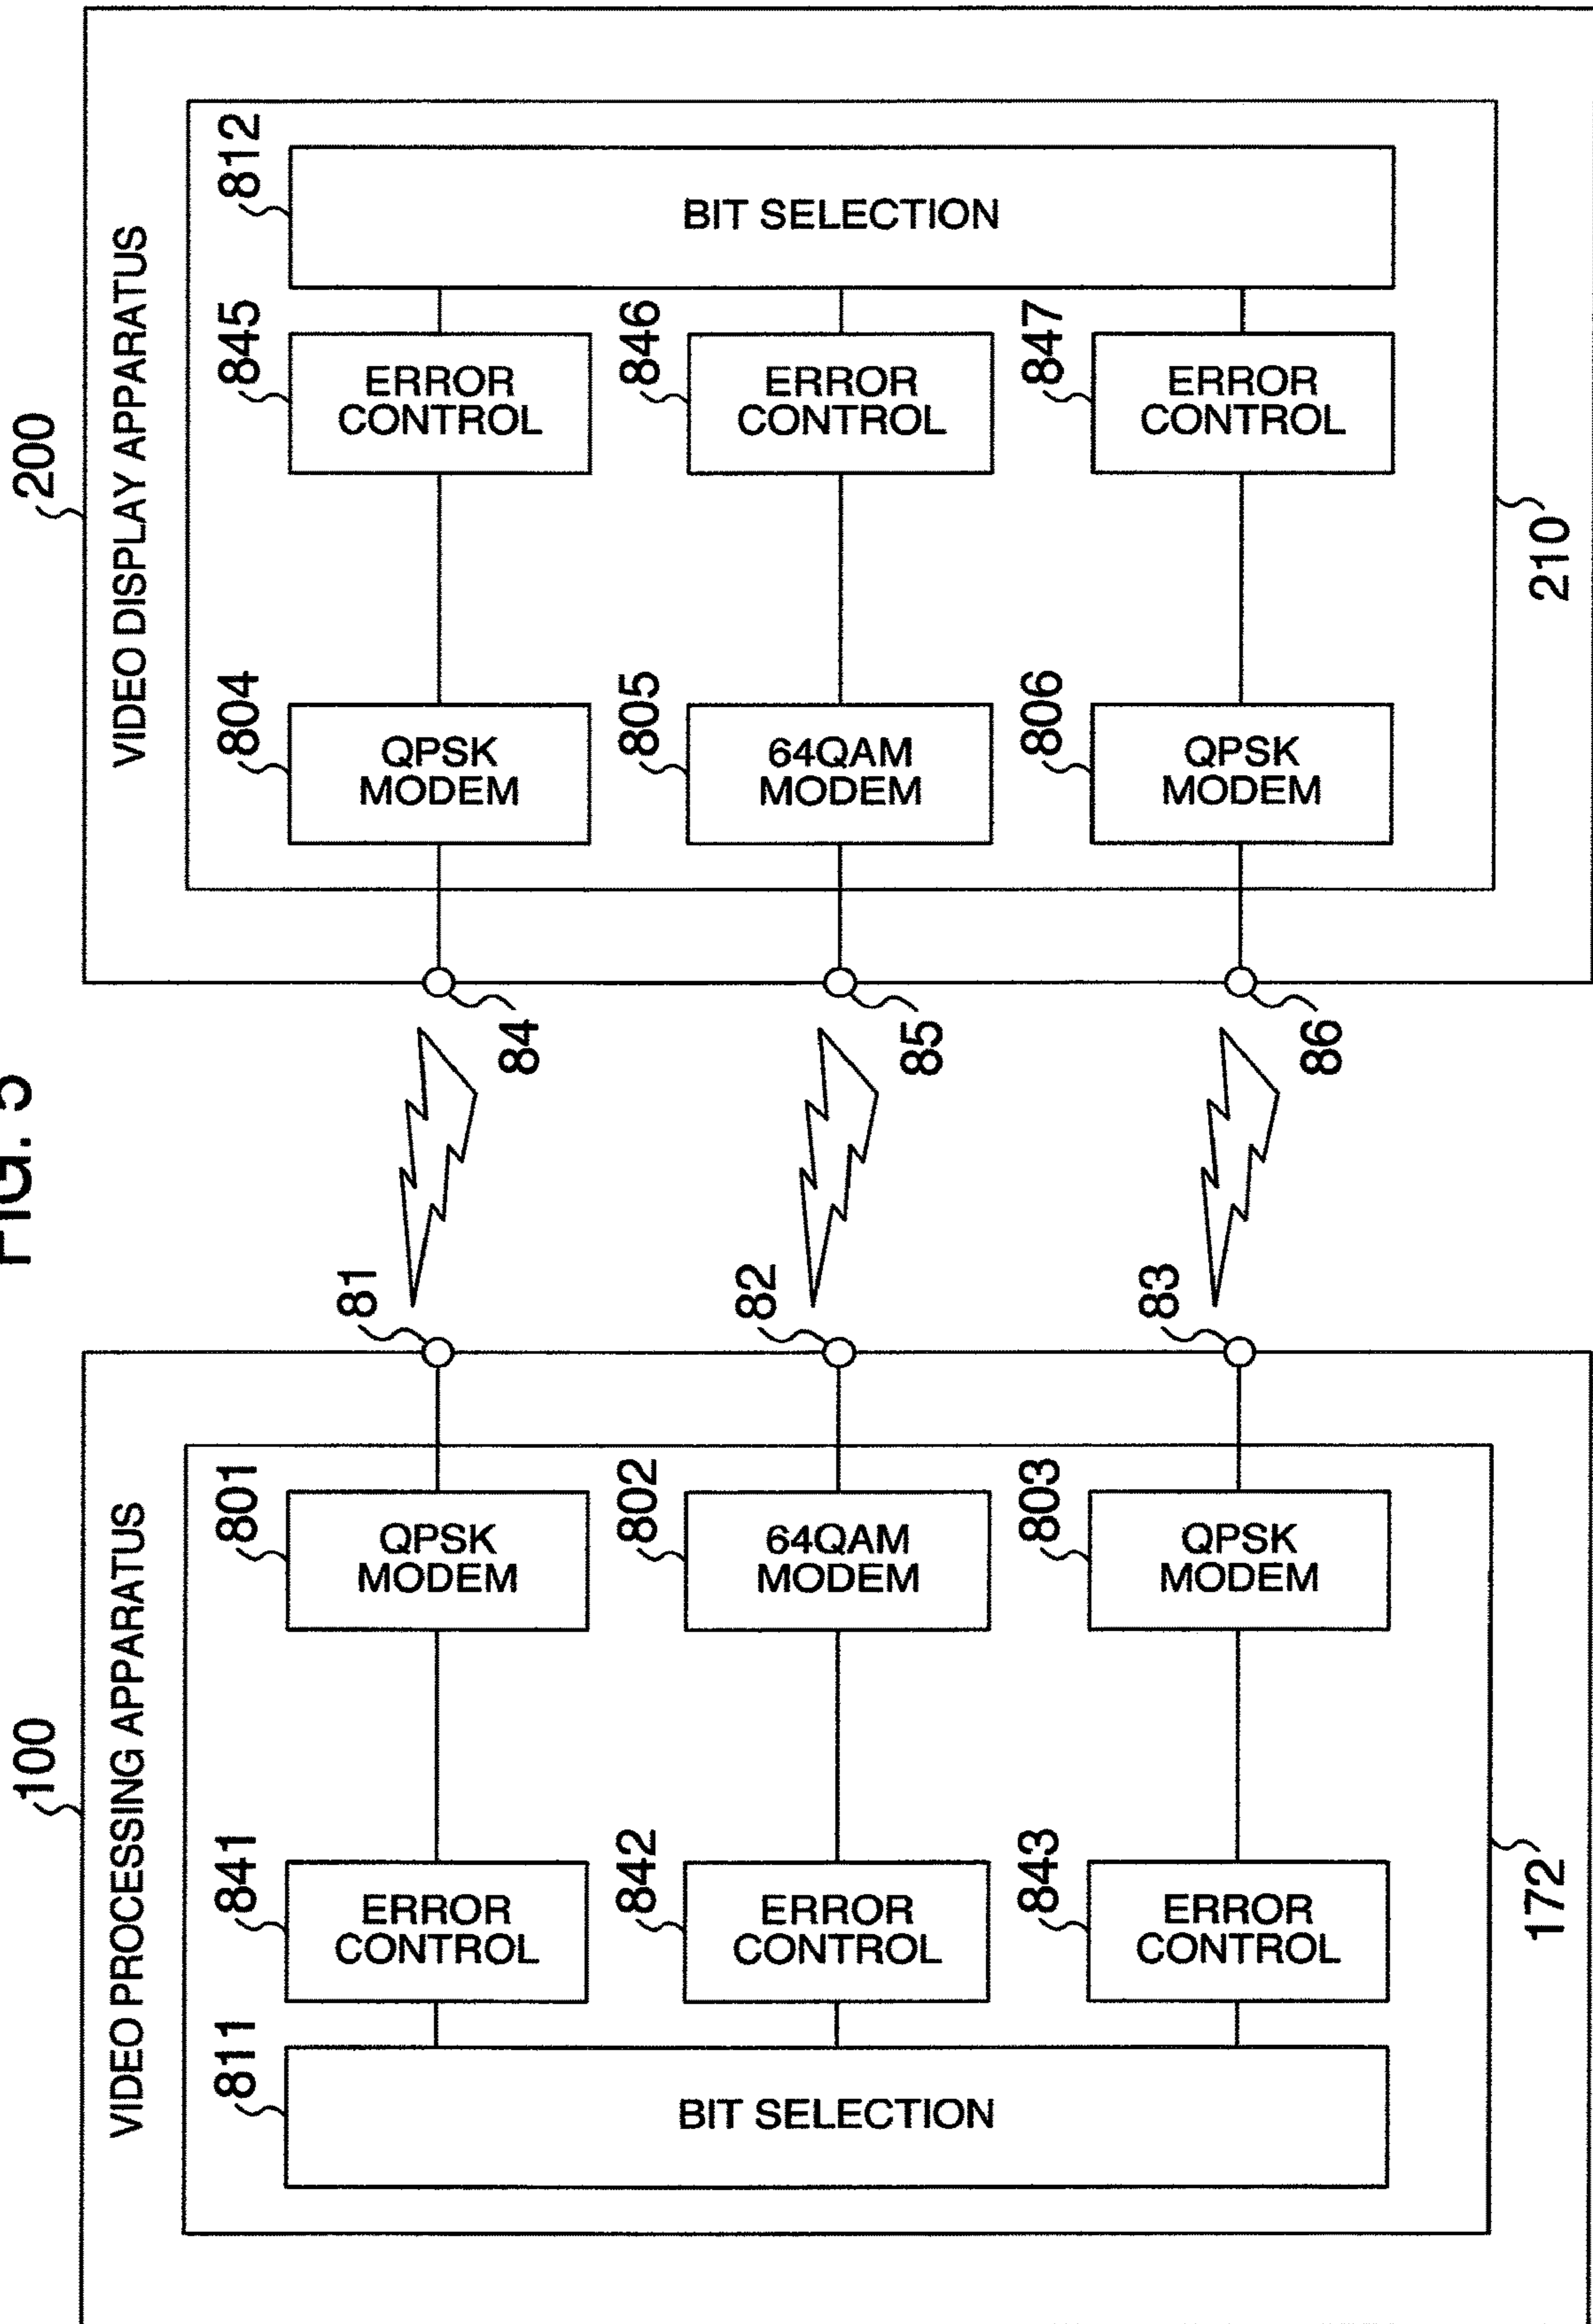 FIG. 5
100
VIDEO PROCESSING APPARATUS
811
BIT SELECTION
841
ERROR
CONTROL
801
QPSK
MODEM
81
842
ERROR
CONTROL
802
64QAM
MODEM
82
843
ERROR
CONTROL
803
QPSK
MODEM
83
172
200
VIDEO DISPLAY APPARATUS
84
804
QPSK
MODEM
845
ERROR
CONTROL
812
BIT SELECTION
85
805
64QAM
MODEM
846
ERROR
CONTROL
86
806
QPSK
MODEM
847
ERROR
CONTROL
210